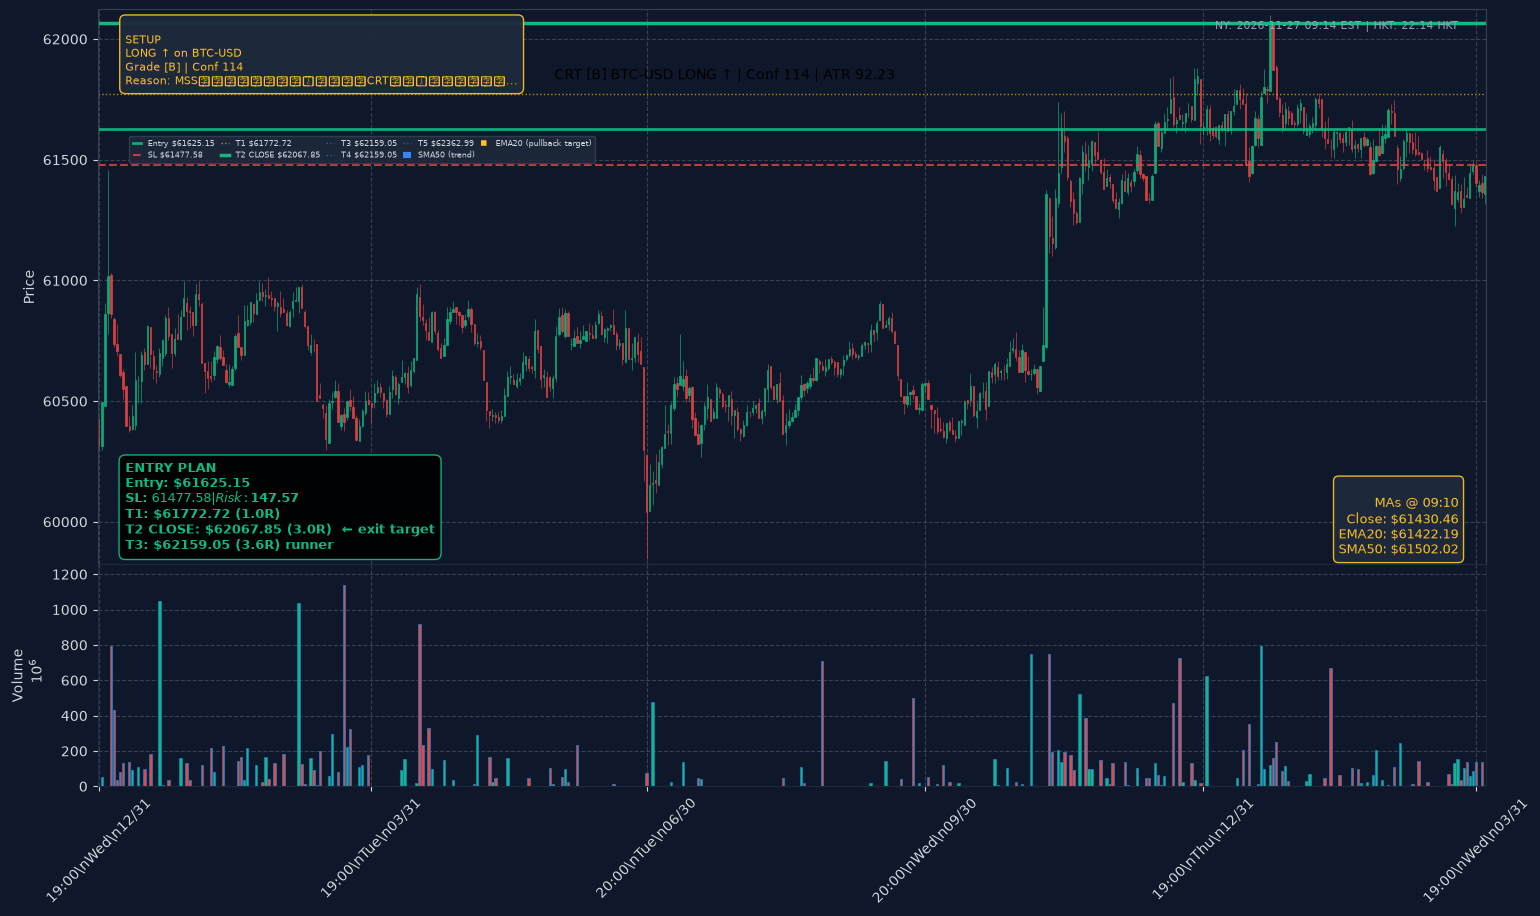 NY: 2026-11-27 09:14 EST | HKT: 22:14 HKT
SETUP
LONG ↑ on BTC-USD
Grade [B] | Conf 114
Reason: MSS CRT ...
CRT [B] BTC-USD LONG ↑ | Conf 114 | ATR 92.23
Entry $61625.15
SL $61477.58
T1 $61772.72
T2 CLOSE $62067.85
T3 $62159.05
T4 $62159.05
T5 $62362.99
SMA50 (trend)
EMA20 (pullback target)
Price
62000
61500
61000
60500
60000
ENTRY PLAN
Entry: $61625.15
SL: 61477.58|Risk:147.57
T1: $61772.72 (1.0R)
T2 CLOSE: $62067.85 (3.0R) ← exit target
T3: $62159.05 (3.6R) runner
MAs @ 09:10
Close: $61430.46
EMA20: $61422.19
SMA50: $61502.02
Volume
10⁶
1200
1000
800
600
400
200
0
19:00\nWed\n12/31
19:00\nTue\n03/31
20:00\nTue\n06/30
20:00\nWed\n09/30
19:00\nThu\n12/31
19:00\nWed\n03/31